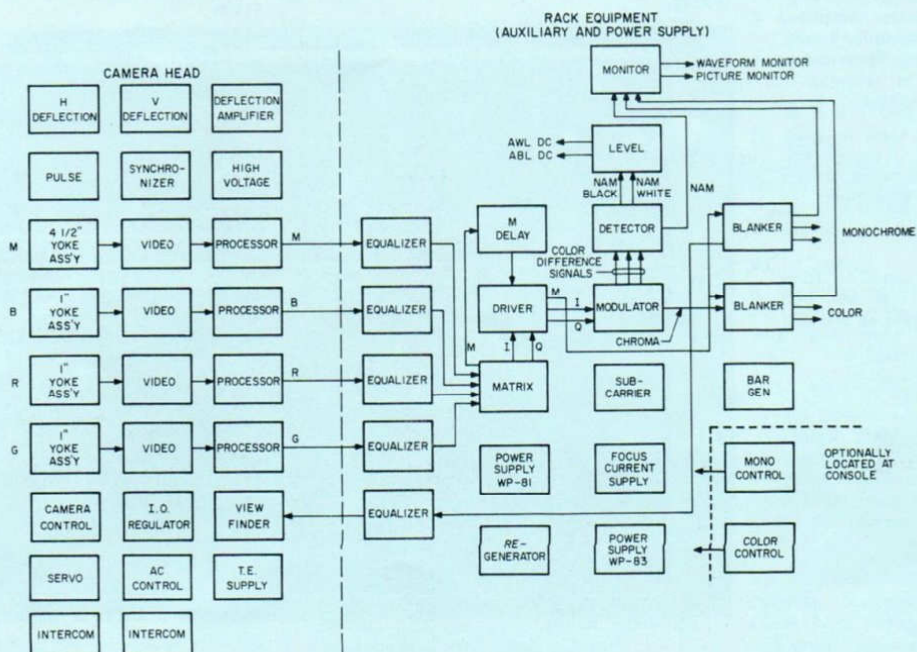 RACK EQUIPMENT
(AUXILIARY AND POWER SUPPLY)
CAMERA HEAD
MONITOR
WAVEFORM MONITOR
PICTURE MONITOR
H
DEFLECTION
V
DEFLECTION
DEFLECTION
AMPLIFIER
AWL DC
ABL DC
LEVEL
PULSE
SYNCHRO-
NIZER
HIGH
VOLTAGE
NAM
BLACK
NAM
WHITE
NAM
M
4 1/2"
YOKE
ASS'Y
VIDEO
PROCESSOR
M
EQUALIZER
M
DELAY
DETECTOR
BLANKER
MONOCHROME
COLOR
DIFFERENCE
SIGNALS
B
1"
YOKE
ASS'Y
VIDEO
PROCESSOR
B
EQUALIZER
DRIVER
M
I
Q
MODULATOR
BLANKER
COLOR
CHROMA
M
I
Q
R
1"
YOKE
ASS'Y
VIDEO
PROCESSOR
R
EQUALIZER
MATRIX
SUB-
CARRIER
BAR
GEN
G
1"
YOKE
ASS'Y
VIDEO
PROCESSOR
G
EQUALIZER
POWER
SUPPLY
WP-81
FOCUS
CURRENT
SUPPLY
MONO
CONTROL
OPTIONALLY
LOCATED AT
CONSOLE
CAMERA
CONTROL
I.O.
REGULATOR
VIEW
FINDER
EQUALIZER
RE-
GENERATOR
POWER
SUPPLY
WP-83
COLOR
CONTROL
SERVO
AC
CONTROL
T.E.
SUPPLY
INTERCOM
INTERCOM